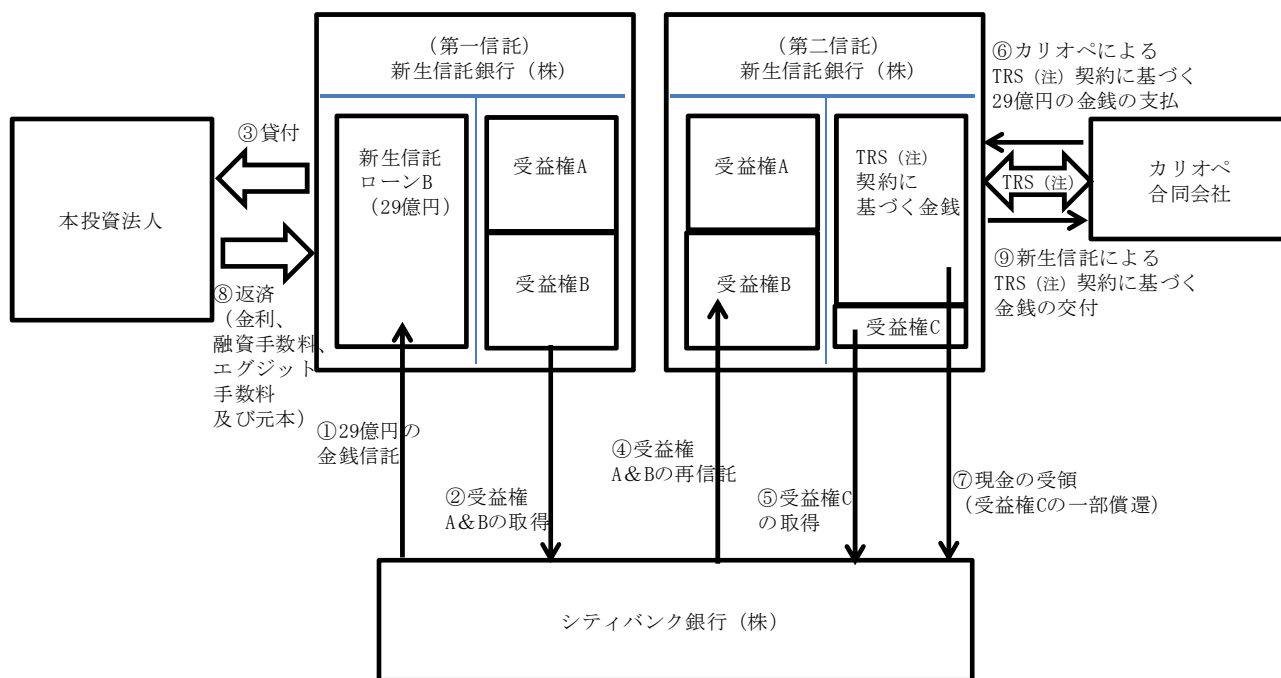 (第一信託)
新生信託銀行(株)
新生信託
ローンB
(29億円)
受益権A
受益権B
(第二信託)
新生信託銀行(株)
受益権A
受益権B
TRS(注)
契約に
基づく金銭
受益権C
⑥カリオペによる
TRS(注)契約に基づく
29億円の金銭の支払
TRS(注)
カリオペ
合同会社
⑨新生信託による
TRS(注)契約に基づく
金銭の交付
③貸付
本投資法人
⑧返済
(金利、
融資手数料、
エグジット
手数料
及び元本)
①29億円の
金銭信託
②受益権
A&Bの取得
④受益権
A&Bの再信託
⑤受益権C
の取得
⑦現金の受領
(受益権Cの一部償還)
シティバンク銀行(株)